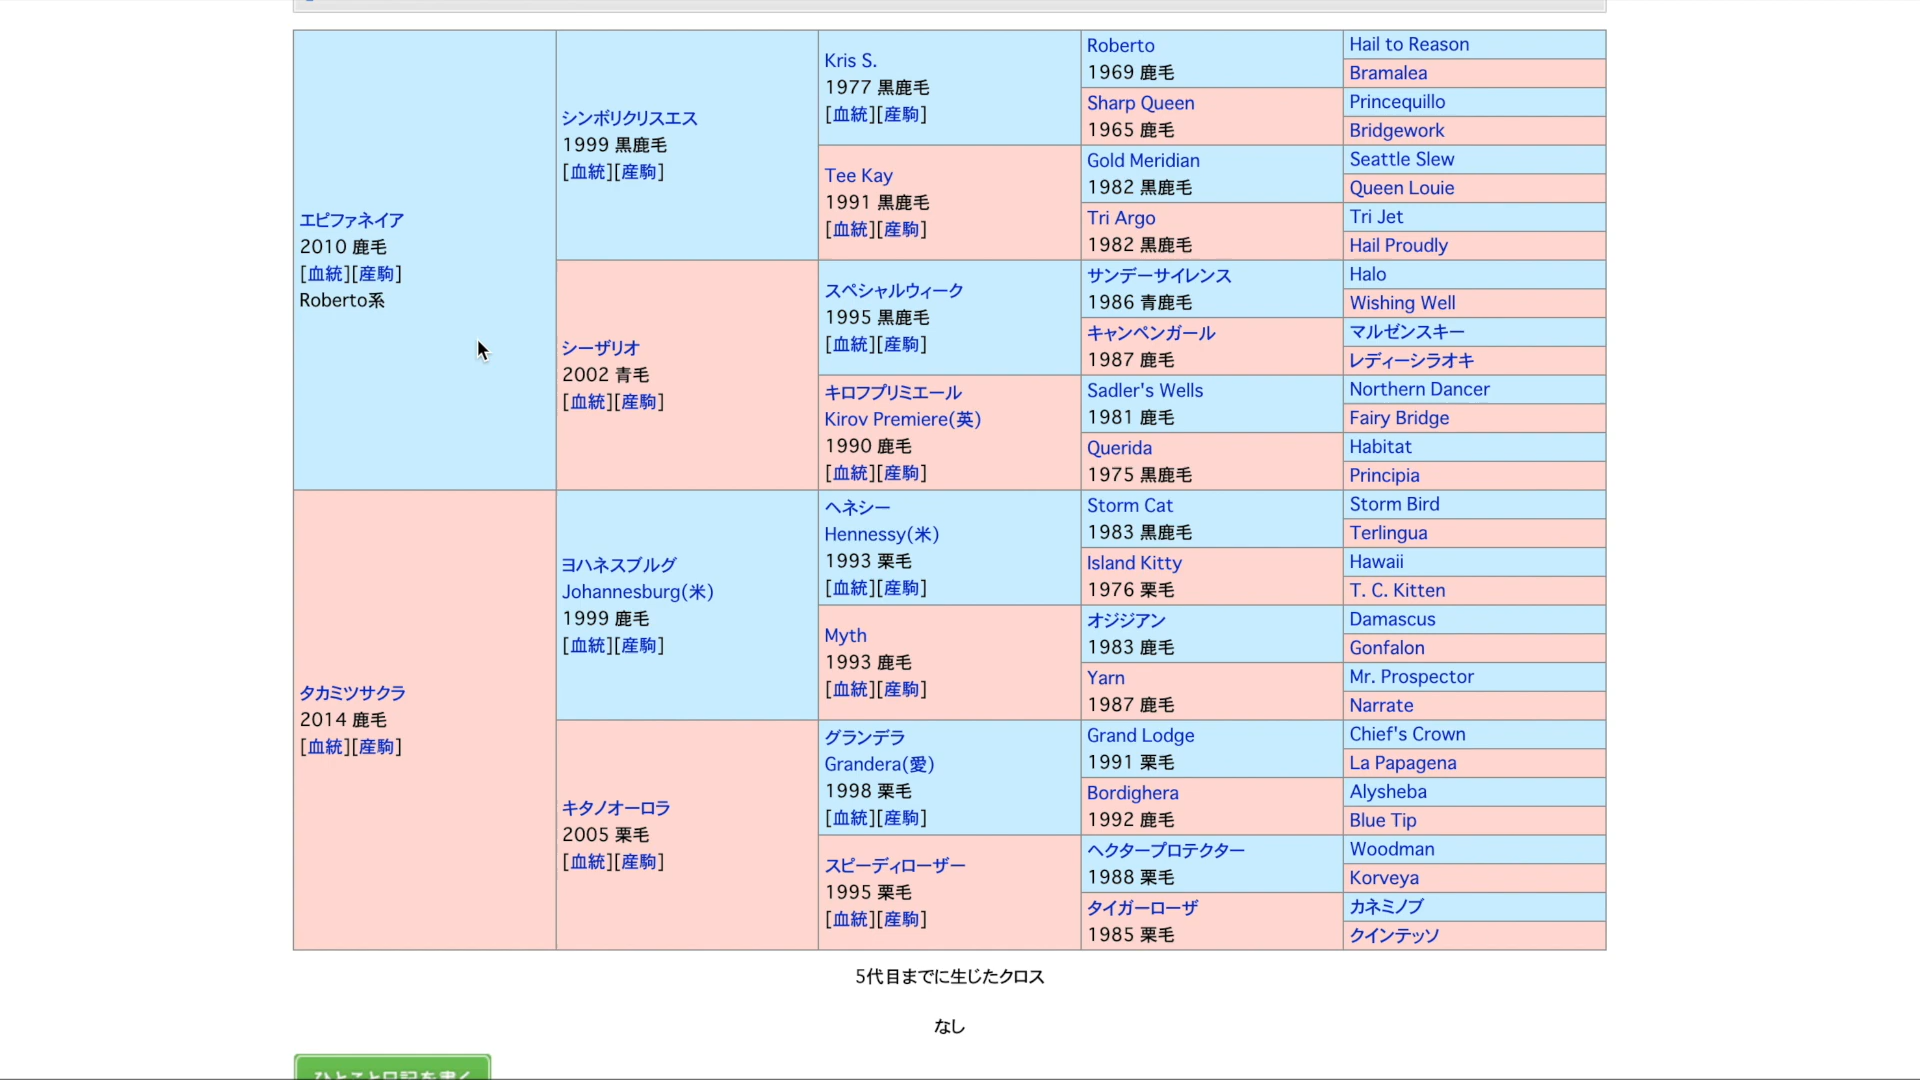 エピファネイア
2010 鹿毛
[血統][産駒]
Roberto系
シンボリクリスエス
1999 黒鹿毛
[血統][産駒]
Kris S.
1977 黒鹿毛
[血統][産駒]
Roberto
1969 鹿毛
Hail to Reason
Bramalea
Sharp Queen
1965 鹿毛
Princequillo
Bridgework
Tee Kay
1991 黒鹿毛
[血統][産駒]
Gold Meridian
1982 黒鹿毛
Seattle Slew
Queen Louie
Tri Argo
1982 黒鹿毛
Tri Jet
Hail Proudly
シーザリオ
2002 青毛
[血統][産駒]
スペシャルウィーク
1995 黒鹿毛
[血統][産駒]
サンデーサイレンス
1986 青鹿毛
Halo
Wishing Well
キャンペンガール
1987 鹿毛
マルゼンスキー
レディーシラオキ
キロフプリミエール
Kirov Premiere(英)
1990 鹿毛
[血統][産駒]
Sadler's Wells
1981 鹿毛
Northern Dancer
Fairy Bridge
Querida
1975 黒鹿毛
Habitat
Principia
タカミツサクラ
2014 鹿毛
[血統][産駒]
ヨハネスブルグ
Johannesburg(米)
1999 鹿毛
[血統][産駒]
ヘネシー
Hennessy(米)
1993 栗毛
[血統][産駒]
Storm Cat
1983 黒鹿毛
Storm Bird
Terlingua
Island Kitty
1976 栗毛
Hawaii
T. C. Kitten
Myth
1993 鹿毛
[血統][産駒]
オジジアン
1983 鹿毛
Damascus
Gonfalon
Yarn
1987 鹿毛
Mr. Prospector
Narrate
キタノオーロラ
2005 栗毛
[血統][産駒]
グランデラ
Grandera(愛)
1998 栗毛
[血統][産駒]
Grand Lodge
1991 栗毛
Chief's Crown
La Papagena
Bordighera
1992 鹿毛
Alysheba
Blue Tip
スピーディローザー
1995 栗毛
[血統][産駒]
ヘクタープロテクター
1988 栗毛
Woodman
Korveya
タイガーローザ
1985 栗毛
カネミノブ
クインテッソ
5代目までに生じたクロス
なし
ひとこと日記を書く